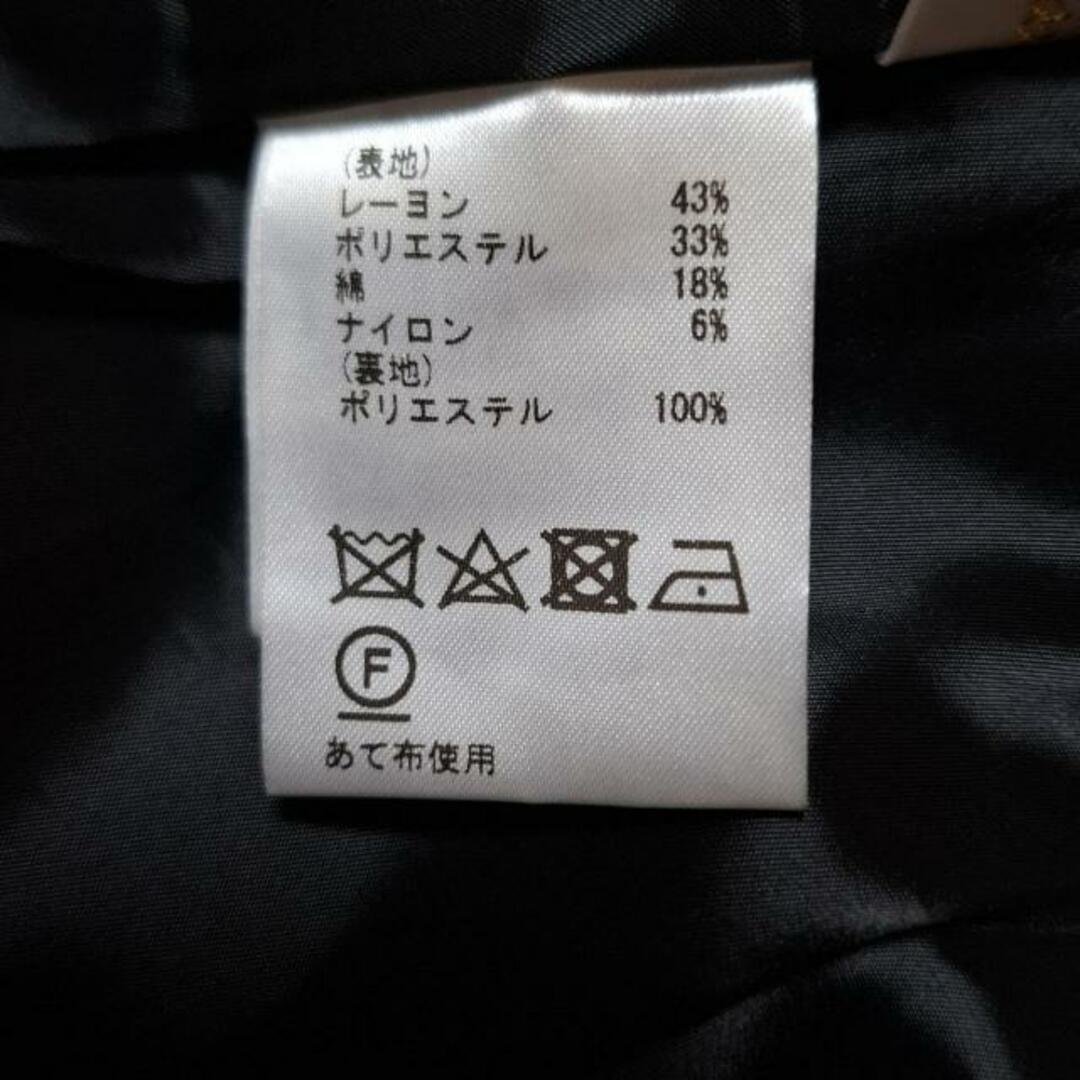 (表地)
レーヨン 43%
ポリエステル 33%
綿 18%
ナイロン 6%
(裏地)
ポリエステル 100%
F
あて布使用